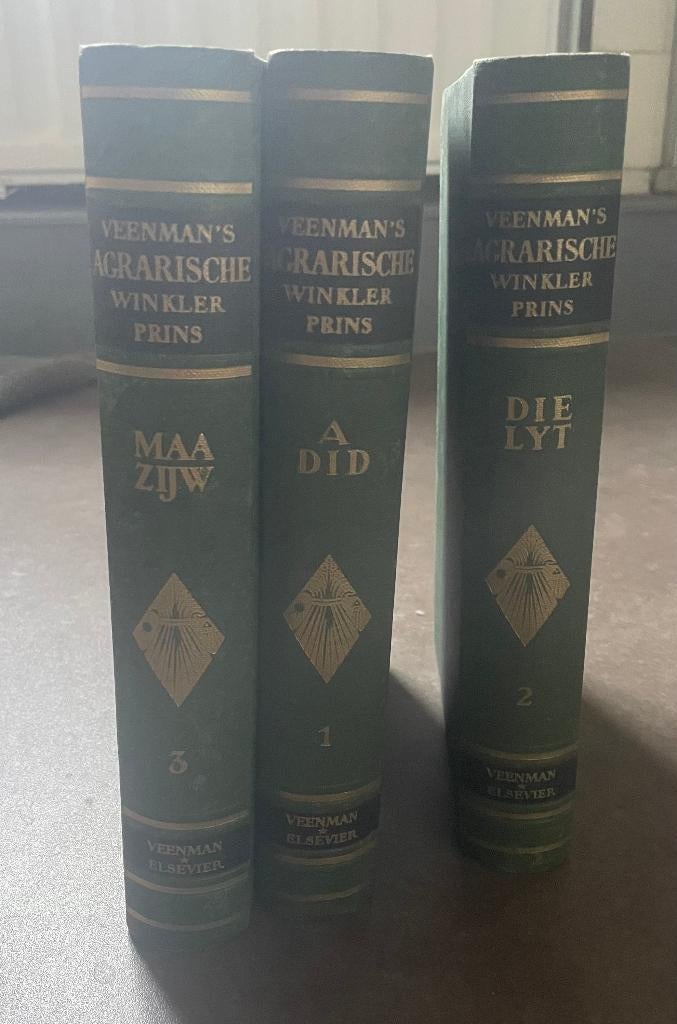 VEENMAN'S
AGRARISCHE
WINKLER
PRINS
MAA
ZIJW
3
VEENMAN
*
ELSEVIER
VEENMAN'S
AGRARISCHE
WINKLER
PRINS
A
DID
1
VEENMAN
*
ELSEVIER
VEENMAN'S
AGRARISCHE
WINKLER
PRINS
DIE
LYT
2
VEENMAN
*
ELSEVIER